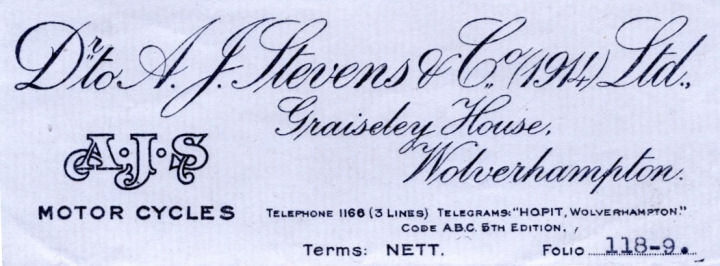 Dr. to A. J. Stevens & Co. (1914) Ltd.,
Graiseley House,
Wolverhampton.
A·J·S
MOTOR CYCLES
TELEPHONE 1166 (3 LINES) TELEGRAMS: "HOPIT, WOLVERHAMPTON."
CODE A.B.C. 5TH EDITION.
Terms: NETT.
FOLIO 118-9.